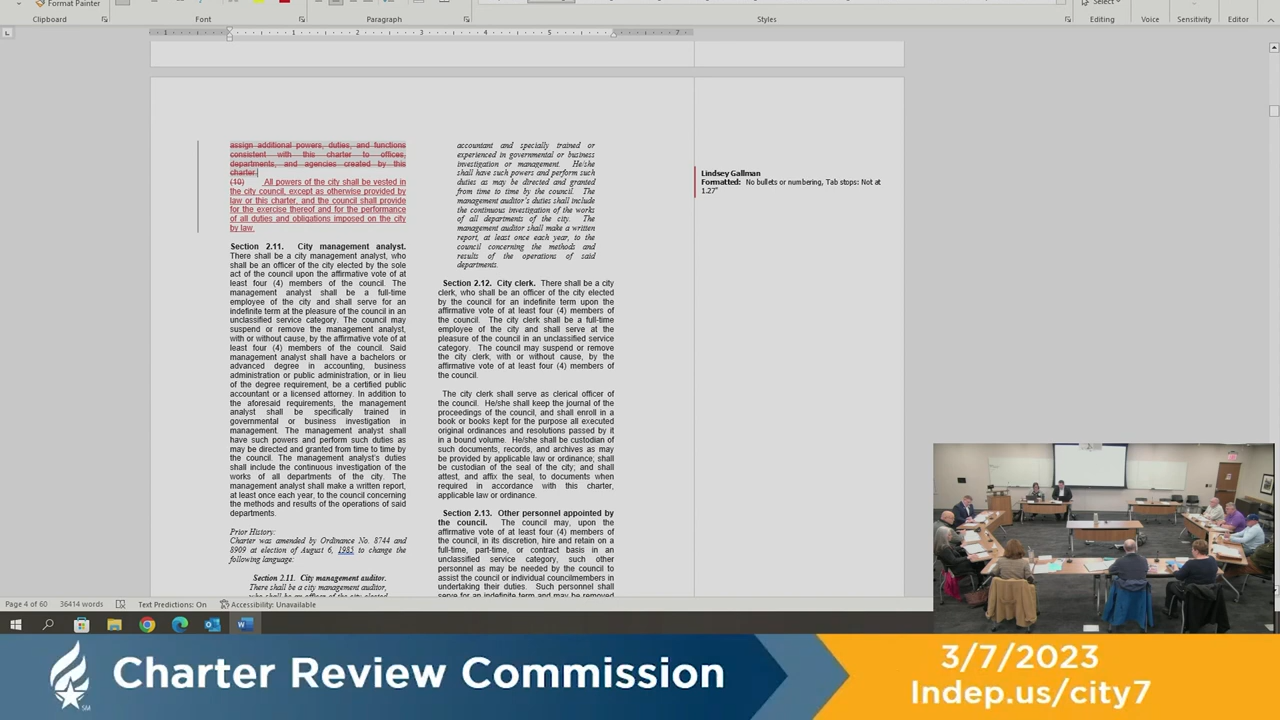 Format Painter
Select
Clipboard
Font
Paragraph
Styles
Editing
Voice
Sensitivity
Editor
1 1 2 3 4 5 7
assign additional powers, duties, and functions
consistent with this charter to offices,
departments, and agencies created by this
charter.
(10) All powers of the city shall be vested in
the city council, except as otherwise provided by
law or this charter, and the council shall provide
for the exercise thereof and for the performance
of all duties and obligations imposed on the city
by law.
Section 2.11. City management analyst.
There shall be a city management analyst, who
shall be an officer of the city elected by the sole
act of the council upon the affirmative vote of at
least four (4) members of the council. The
management analyst shall be a full-time
employee of the city and shall serve for an
indefinite term at the pleasure of the council in an
unclassified service category. The council may
suspend or remove the management analyst,
with or without cause, by the affirmative vote of at
least four (4) members of the council. Said
management analyst shall have a bachelors or
advanced degree in accounting, business
administration or public administration, or in lieu
of the degree requirement, be a certified public
accountant or a licensed attorney. In addition to
the aforesaid requirements, the management
analyst shall be specifically trained in
governmental or business investigation in
management. The management analyst shall
have such powers and perform such duties as
may be directed and granted from time to time by
the council. The management analyst's duties
shall include the continuous investigation of the
works of all departments of the city. The
management analyst shall make a written report,
at least once each year, to the council concerning
the methods and results of the operations of said
departments.
Prior History:
Charter was amended by Ordinance No. 8744 and
8909 at election of August 6, 1985 to change the
following language:
Section 2.11. City management auditor.
There shall be a city management auditor,
who shall be an officer of the city elected
accountant and specially trained or
experienced in governmental or business
investigation or management. He/she
shall have such powers and perform such
duties as may be directed and granted
from time to time by the council. The
management auditor's duties shall include
the continuous investigation of the works
of all departments of the city. The
management auditor shall make a written
report, at least once each year, to the
council concerning the methods and
results of the operations of said
departments.
Section 2.12. City clerk. There shall be a city
clerk, who shall be an officer of the city elected
by the council for an indefinite term upon the
affirmative vote of at least four (4) members of
the council. The city clerk shall be a full-time
employee of the city and shall serve at the
pleasure of the council in an unclassified service
category. The council may suspend or remove
the city clerk, with or without cause, by the
affirmative vote of at least four (4) members of
the council.
The city clerk shall serve as clerical officer of
the council. He/she shall keep the journal of the
proceedings of the council, and shall enroll in a
book or books kept for the purpose all executed
original ordinances and resolutions passed by it
in a bound volume. He/she shall be custodian of
such documents, records, and archives as may
be provided by applicable law or ordinance; shall
be custodian of the seal of the city; and shall
attest, and affix the seal, to documents when
required in accordance with this charter,
applicable law or ordinance.
Section 2.13. Other personnel appointed by
the council. The council may, upon the
affirmative vote of at least four (4) members of
the council, in its discretion, hire and retain on a
full-time, part-time, or contract basis in an
unclassified service category, such other
personnel as may be needed by the council to
assist the council or individual councilmembers in
undertaking their duties. Such personnel shall
serve for an indefinite term and may be removed
Lindsey Gallman
Formatted: No bullets or numbering, Tab stops: Not at
1.27"
Page 4 of 60 36414 words Text Predictions: On Accessibility: Unavailable
Charter Review Commission
SM
3/7/2023
Indep.us/city7